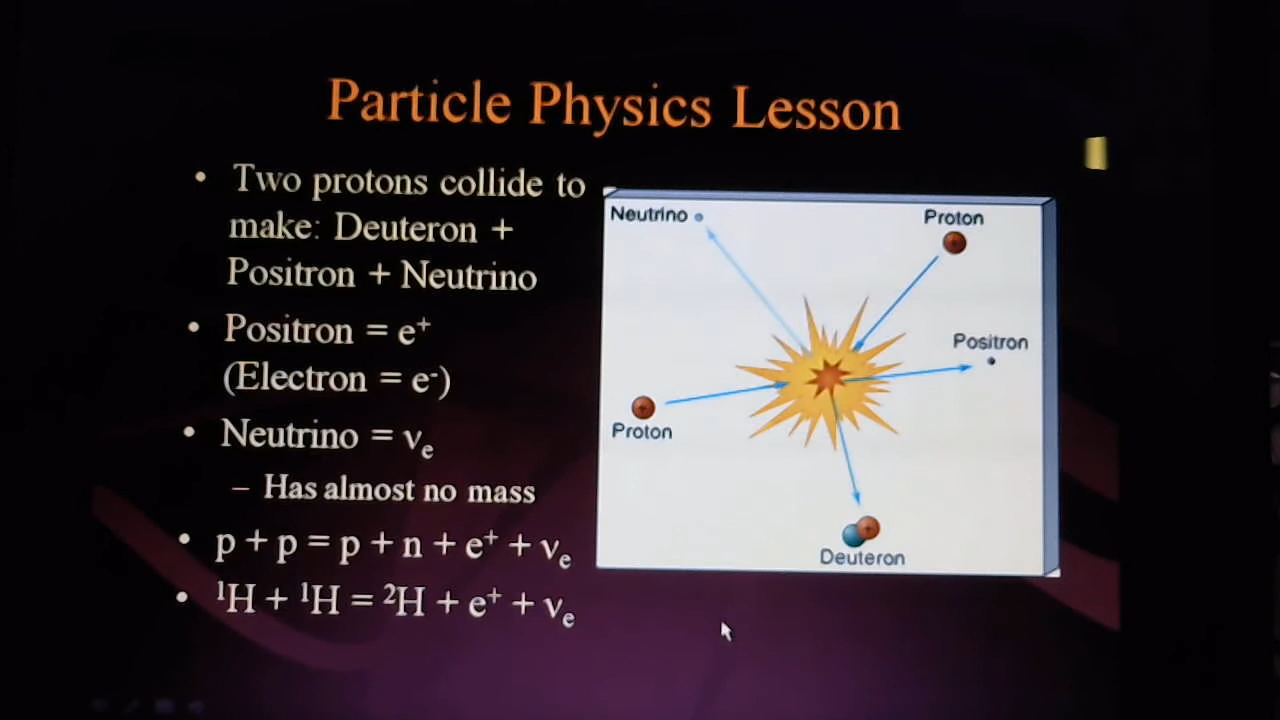 Particle Physics Lesson
• Two protons collide to
make: Deuteron +
Positron + Neutrino
• Positron = e⁺
(Electron = e⁻)
• Neutrino = νₑ
– Has almost no mass
• p + p = p + n + e⁺ + νₑ
• ¹H + ¹H = ²H + e⁺ + νₑ
Neutrino
Proton
Positron
Proton
Deuteron